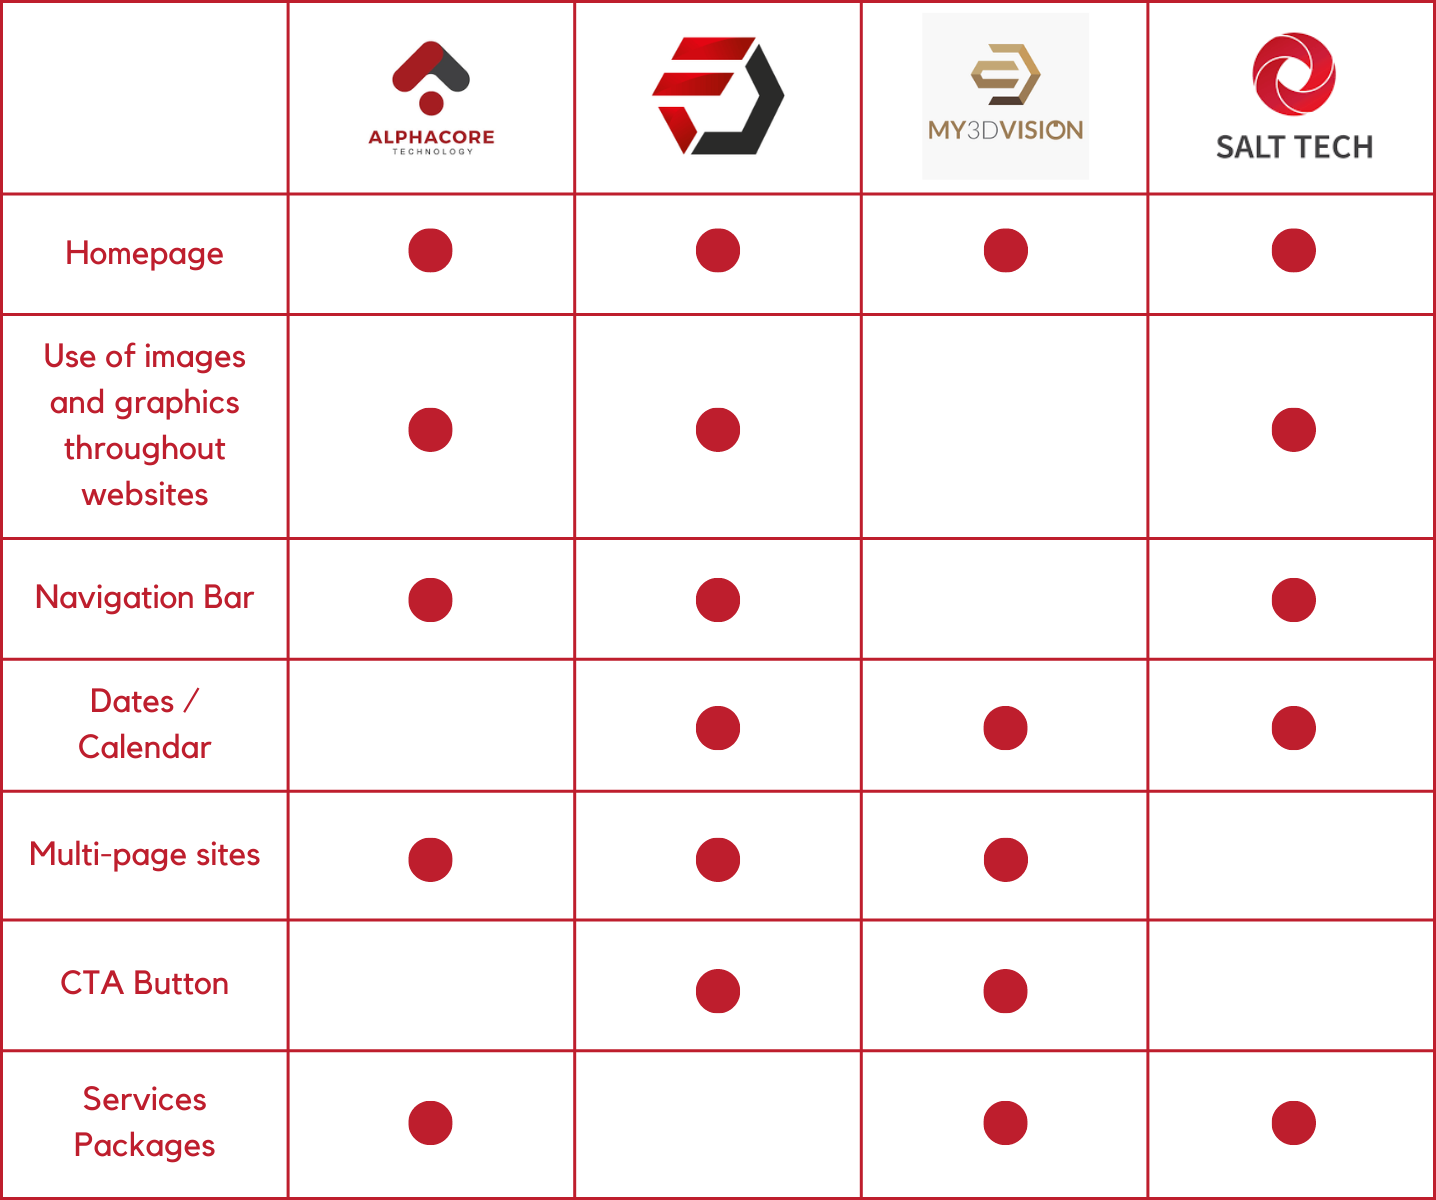 ALPHACORE
TECHNOLOGY
MY3DVISION
SALT TECH
Homepage
Use of images
and graphics
throughout
websites
Navigation Bar
Dates /
Calendar
Multi-page sites
CTA Button
Services
Packages